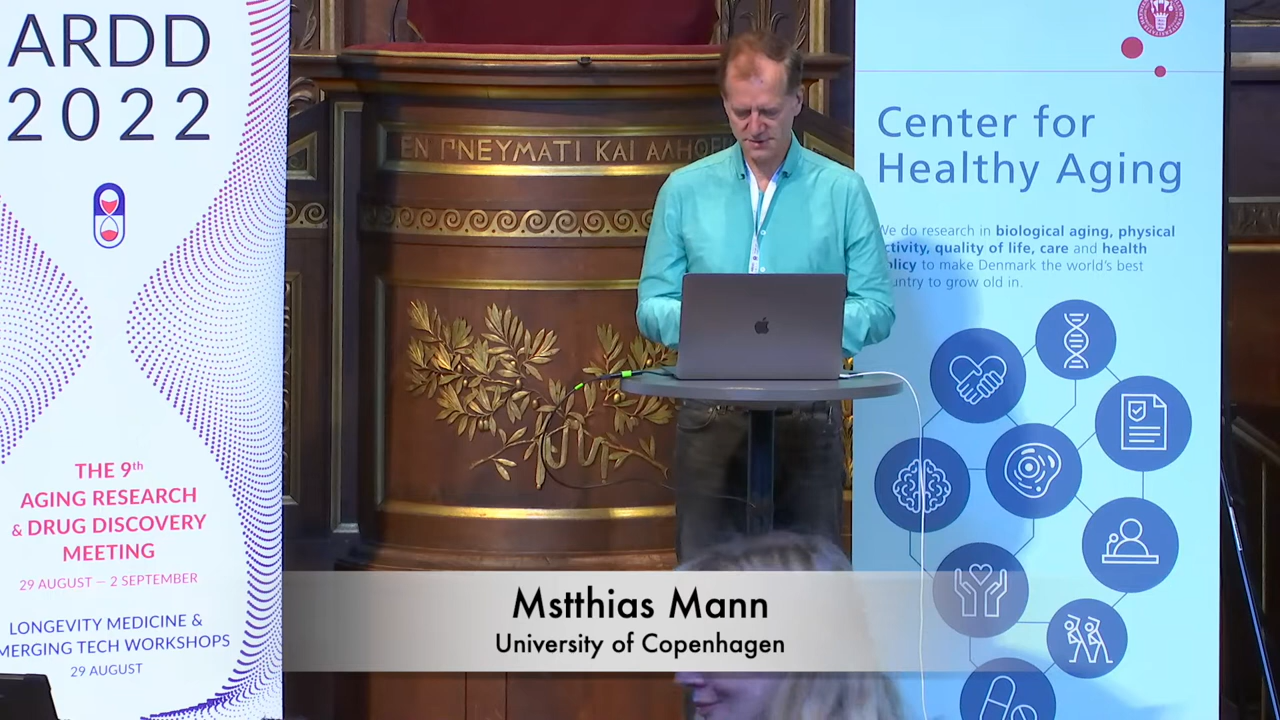 ARDD
2022
THE 9th
AGING RESEARCH
& DRUG DISCOVERY
MEETING
29 AUGUST – 2 SEPTEMBER
LONGEVITY MEDICINE &
MERGING TECH WORKSHOPS
29 AUGUST
ΕΝ ΠΝΕΥΜΑΤΙ ΚΑΙ ΑΛΗΘΕΙ
Center for
Healthy Aging
We do research in biological aging, physical
ctivity, quality of life, care and health
olicy to make Denmark the world's best
untry to grow old in.
Mstthias Mann
University of Copenhagen